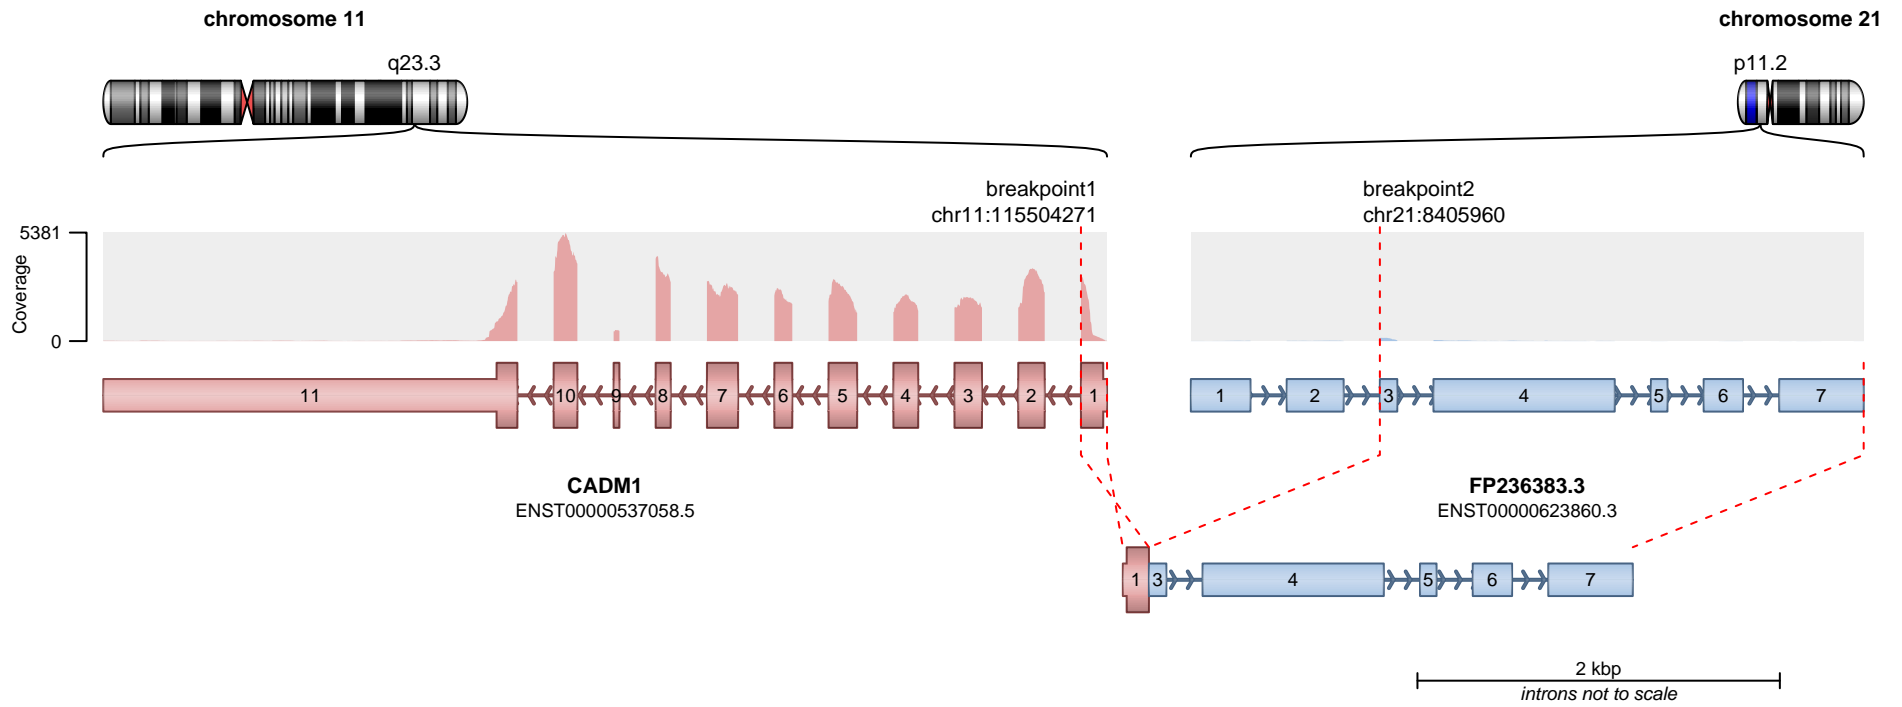 chromosome 11
chromosome 21
q23.3
p11.2
breakpoint1
chr11:115504271
breakpoint2
chr21:8405960
5381
Coverage
0
11 10 9 8 7 6 5 4 3 2 1
1 2 3 4 5 6 7
CADM1
ENST00000537058.5
FP236383.3
ENST00000623860.3
1 3 4 5 6 7
2 kbp
introns not to scale